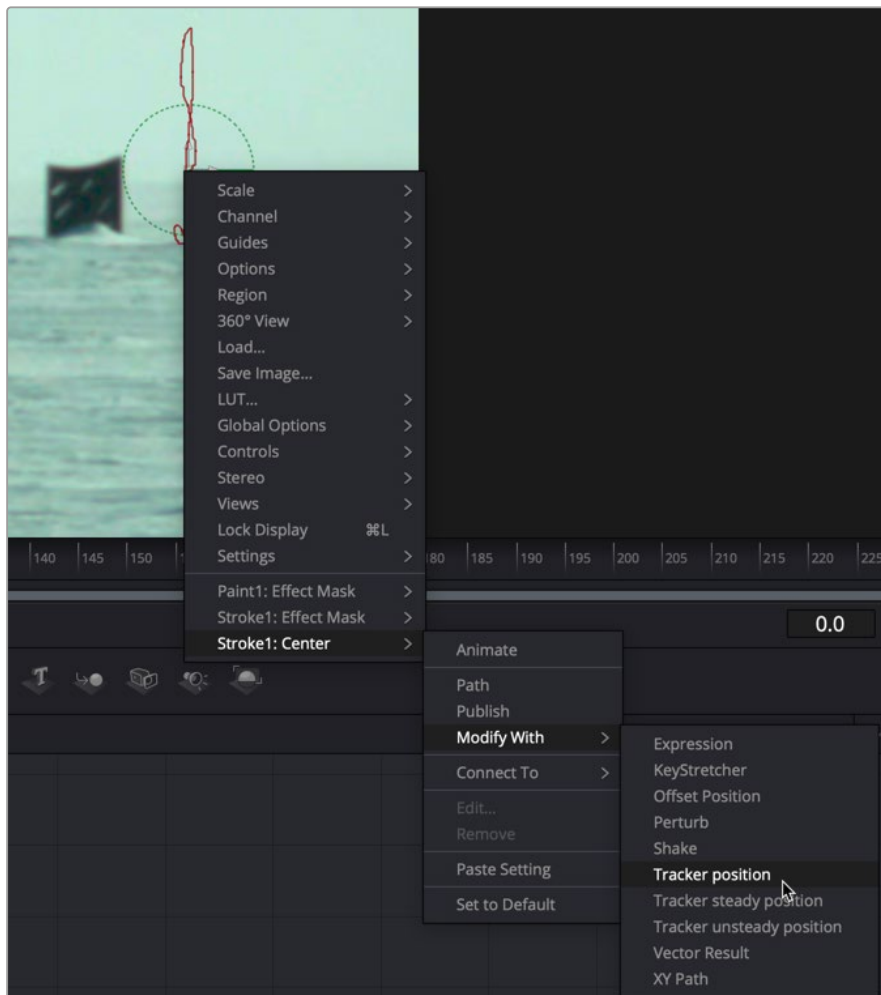 Scale
Channel
Guides
Options
Region
360° View
Load...
Save Image...
LUT...
Global Options
Controls
Stereo
Views
Lock Display ⌘L
Settings
140 145 150 185 190 195 200 205 210 215 220 225
Paint1: Effect Mask
Stroke1: Effect Mask
Stroke1: Center
0.0
T
Animate
Path
Publish
Modify With
Connect To
Edit...
Remove
Paste Setting
Set to Default
Expression
KeyStretcher
Offset Position
Perturb
Shake
Tracker position
Tracker steady position
Tracker unsteady position
Vector Result
XY Path